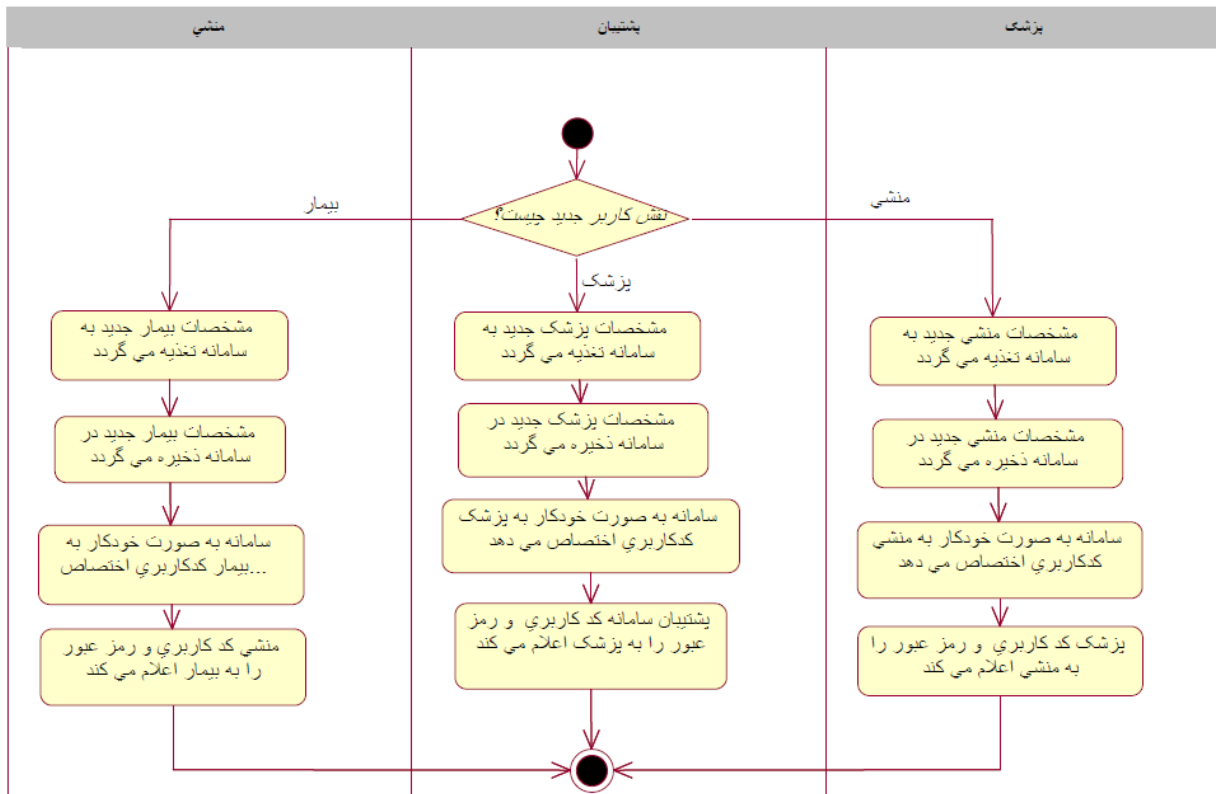 پزشک
پشتيبان
منشي
نقش کاربر جديد چيست؟
منشي
پزشک
بيمار
مشخصات منشي جديد به
سامانه تغذيه مي گردد
مشخصات منشي جديد در
سامانه ذخيره مي گردد
سامانه به صورت خودکار به منشي
کدکاربري اختصاص مي دهد
پزشک کد کاربري و رمز عبور را
به منشي اعلام مي کند
مشخصات پزشک جديد به
سامانه تغذيه مي گردد
مشخصات پزشک جديد در
سامانه ذخيره مي گردد
سامانه به صورت خودکار به پزشک
کدکاربري اختصاص مي دهد
پشتيبان سامانه کد کاربري و رمز
عبور را به پزشک اعلام مي کند
مشخصات بيمار جديد به
سامانه تغذيه مي گردد
مشخصات بيمار جديد در
سامانه ذخيره مي گردد
سامانه به صورت خودکار به
بيمار کدکاربري اختصاص...
منشي کد کاربري و رمز عبور
را به بيمار اعلام مي کند